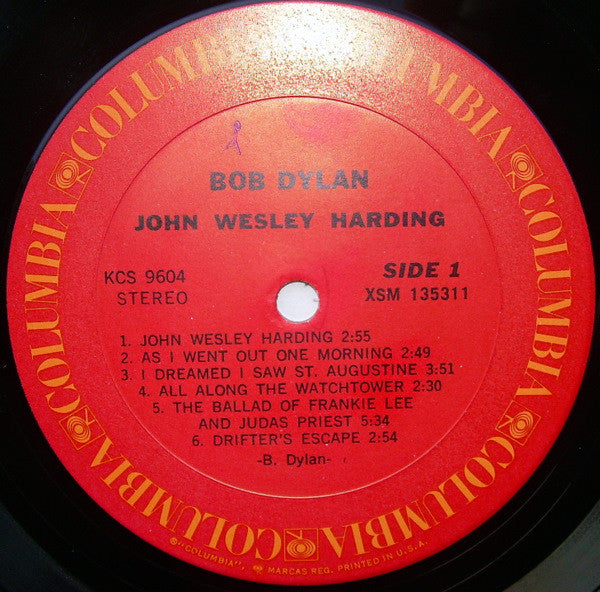 COLUMBIA COLUMBIA COLUMBIA COLUMBIA COLUMBIA COLUMBIA
BOB DYLAN
JOHN WESLEY HARDING
KCS 9604
STEREO
SIDE 1
XSM 135311
1. JOHN WESLEY HARDING 2:55
2. AS I WENT OUT ONE MORNING 2:49
3. I DREAMED I SAW ST. AUGUSTINE 3:51
4. ALL ALONG THE WATCHTOWER 2:30
5. THE BALLAD OF FRANKIE LEE
AND JUDAS PRIEST 5:34
6. DRIFTER'S ESCAPE 2:54
-B. Dylan-
"COLUMBIA", MARCAS REG. PRINTED IN U.S.A.